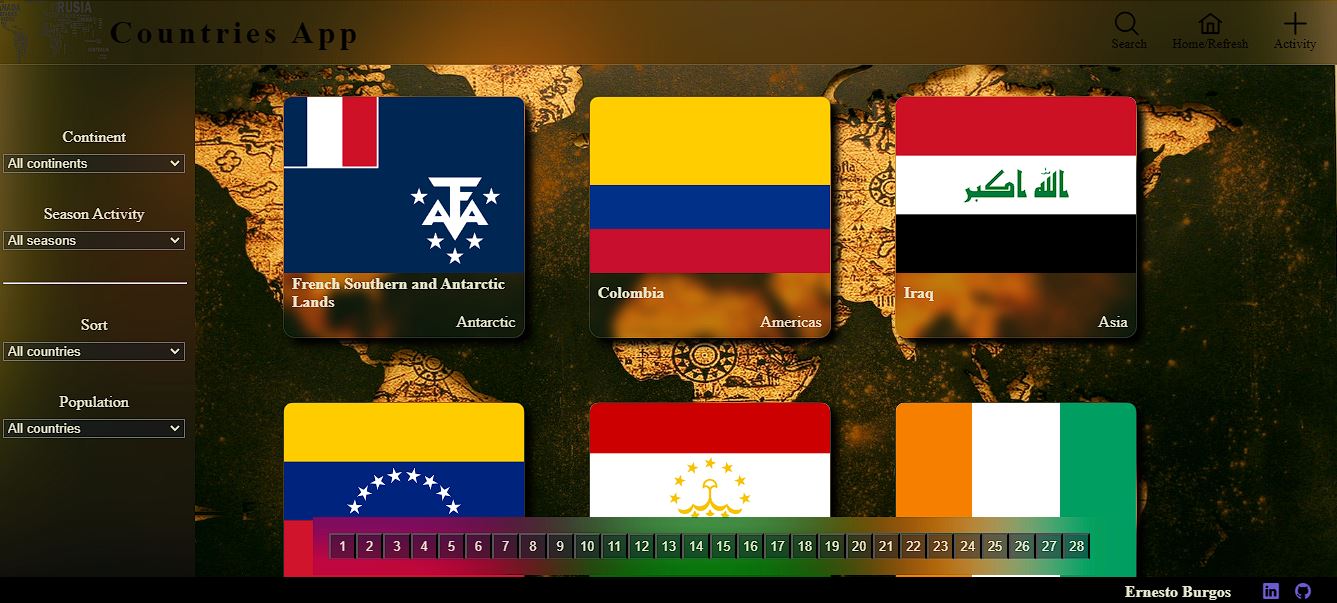 RUSIA
Countries App
Search
Home/Refresh
Activity
Continent
All continents
Season Activity
All seasons
Sort
All countries
Population
All countries
French Southern and Antarctic
Lands
Antarctic
Colombia
Americas
الله اكبر
Iraq
Asia
1 2 3 4 5 6 7 8 9 10 11 12 13 14 15 16 17 18 19 20 21 22 23 24 25 26 27 28
Ernesto Burgos
in